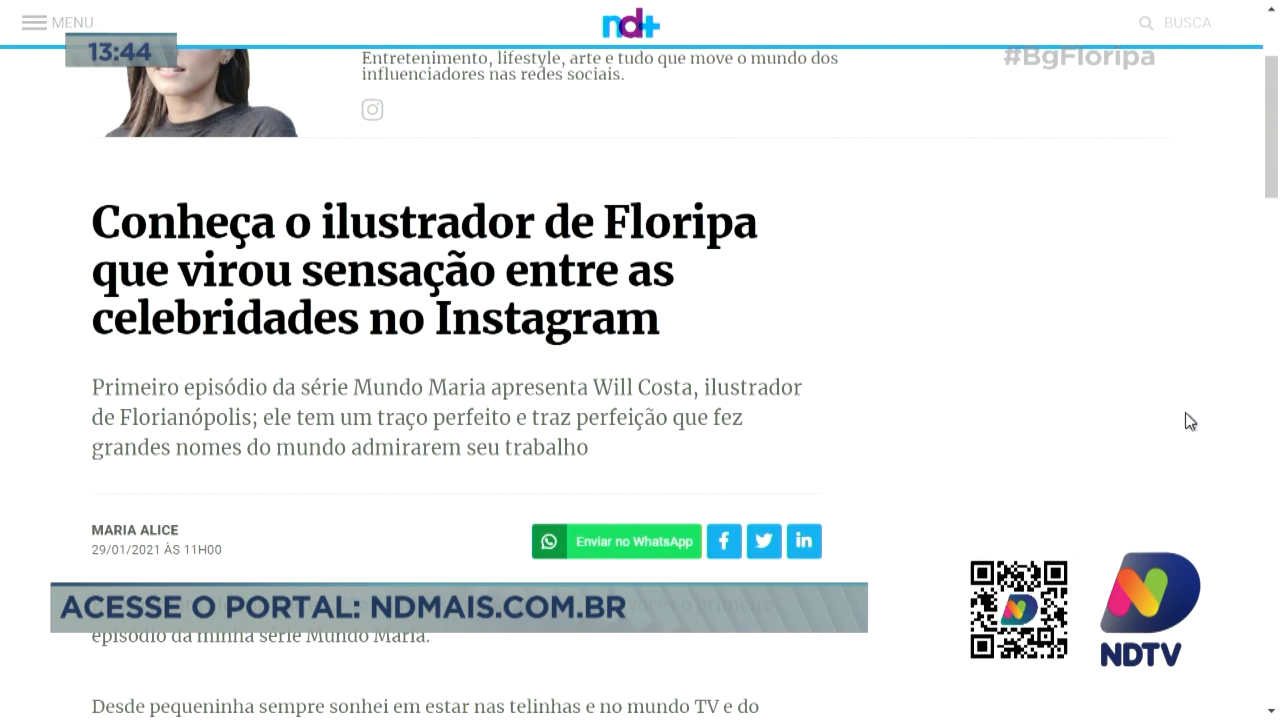 MENU
nd+
BUSCA
13:44
Entretenimento, lifestyle, arte e tudo que move o mundo dos
influenciadores nas redes sociais.
#BgFloripa
Conheça o ilustrador de Floripa
que virou sensação entre as
celebridades no Instagram
Primeiro episódio da série Mundo Maria apresenta Will Costa, ilustrador
de Florianópolis; ele tem um traço perfeito e traz perfeição que fez
grandes nomes do mundo admirarem seu trabalho
MARIA ALICE
29/01/2021 ÀS 11H00
Enviar no WhatsApp
ACESSE O PORTAL: NDMAIS.COM.BR
primeiro
episódio da minha série Mundo Maria.
NDTV
Desde pequeninha sempre sonhei em estar nas telinhas e no mundo TV e do